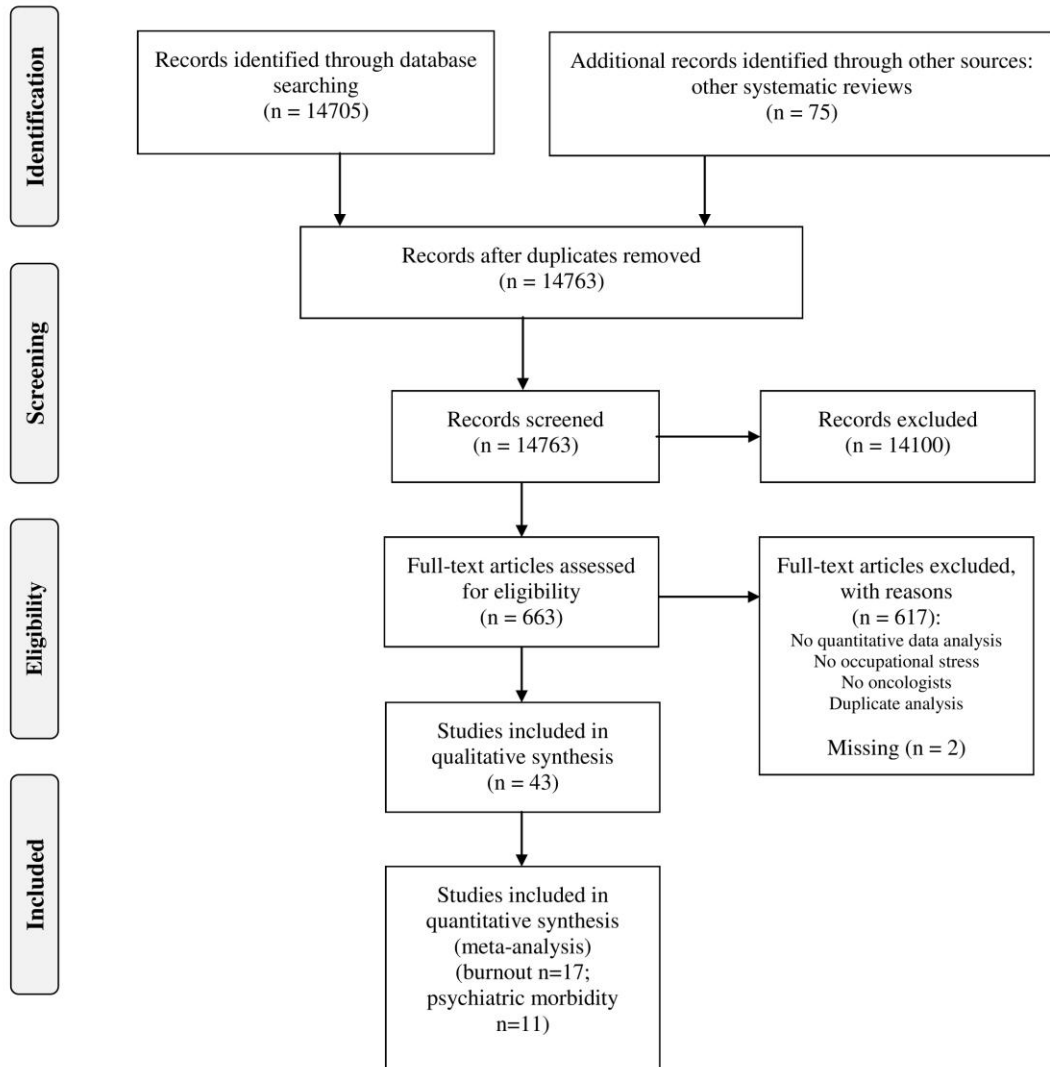 Identification
Records identified through database
searching
(n = 14705)
Additional records identified through other sources:
other systematic reviews
(n = 75)
Records after duplicates removed
(n = 14763)
Screening
Records screened
(n = 14763)
Records excluded
(n = 14100)
Eligibility
Full-text articles assessed
for eligibility
(n = 663)
Full-text articles excluded,
with reasons
(n = 617):
No quantitative data analysis
No occupational stress
No oncologists
Duplicate analysis
Missing (n = 2)
Studies included in
qualitative synthesis
(n = 43)
Included
Studies included in
quantitative synthesis
(meta-analysis)
(burnout n=17;
psychiatric morbidity
n=11)